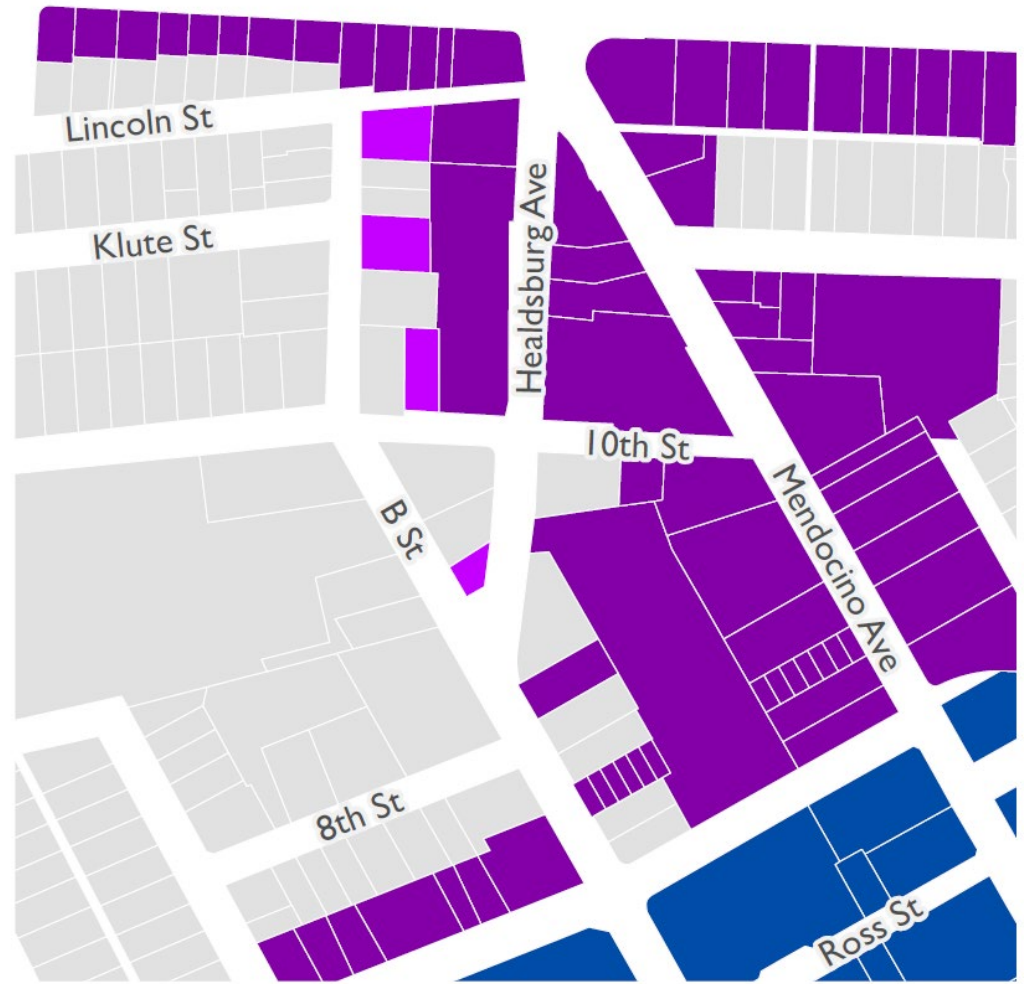 Lincoln St
Klute St
Healdsburg Ave
10th St
B St
Mendocino Ave
8th St
Ross St